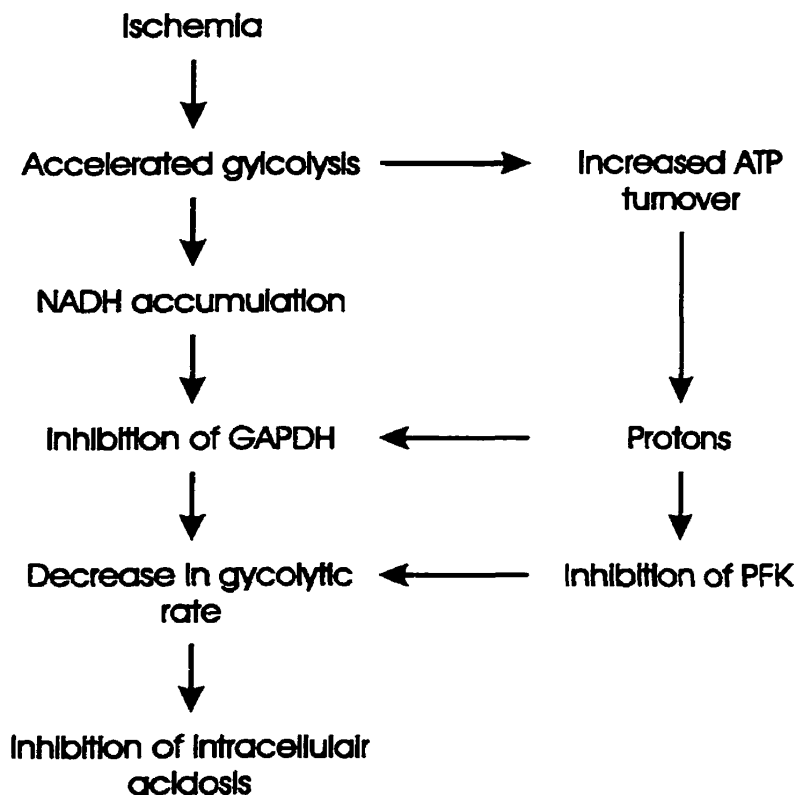 Ischemia
Accelerated gylcolysis
Increased ATP
turnover
NADH accumulation
Inhibition of GAPDH
Protons
Decrease in gycolytic
rate
Inhibition of PFK
Inhibition of intracellulair
acidosis